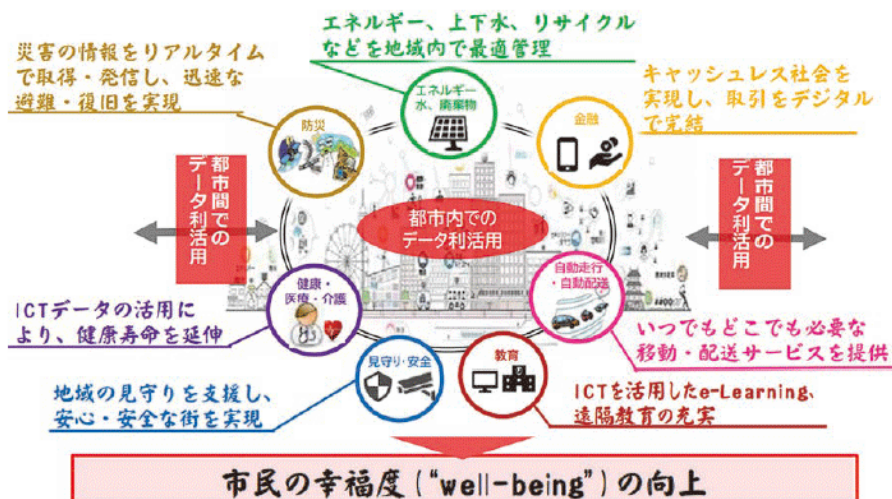 エネルギー、上下水、リサイクル
などを地域内で最適管理
災害の情報をリアルタイム
で取得・発信し、迅速な
避難・復旧を実現
キャッシュレス社会を
実現し、取引をデジタル
で完結
エネルギー
水、廃棄物
防災
金融
都市間での
データ利活用
都市内での
データ利活用
都市間での
データ利活用
健康・
医療・介護
自動走行
・自動配送
ICTデータの活用に
より、健康寿命を延伸
いつでもどこでも必要な
移動・配送サービスを提供
見守り・安全
教育
地域の見守りを支援し、
安心・安全な街を実現
ICTを活用したe-Learning、
遠隔教育の充実
市民の幸福度（“well-being”）の向上